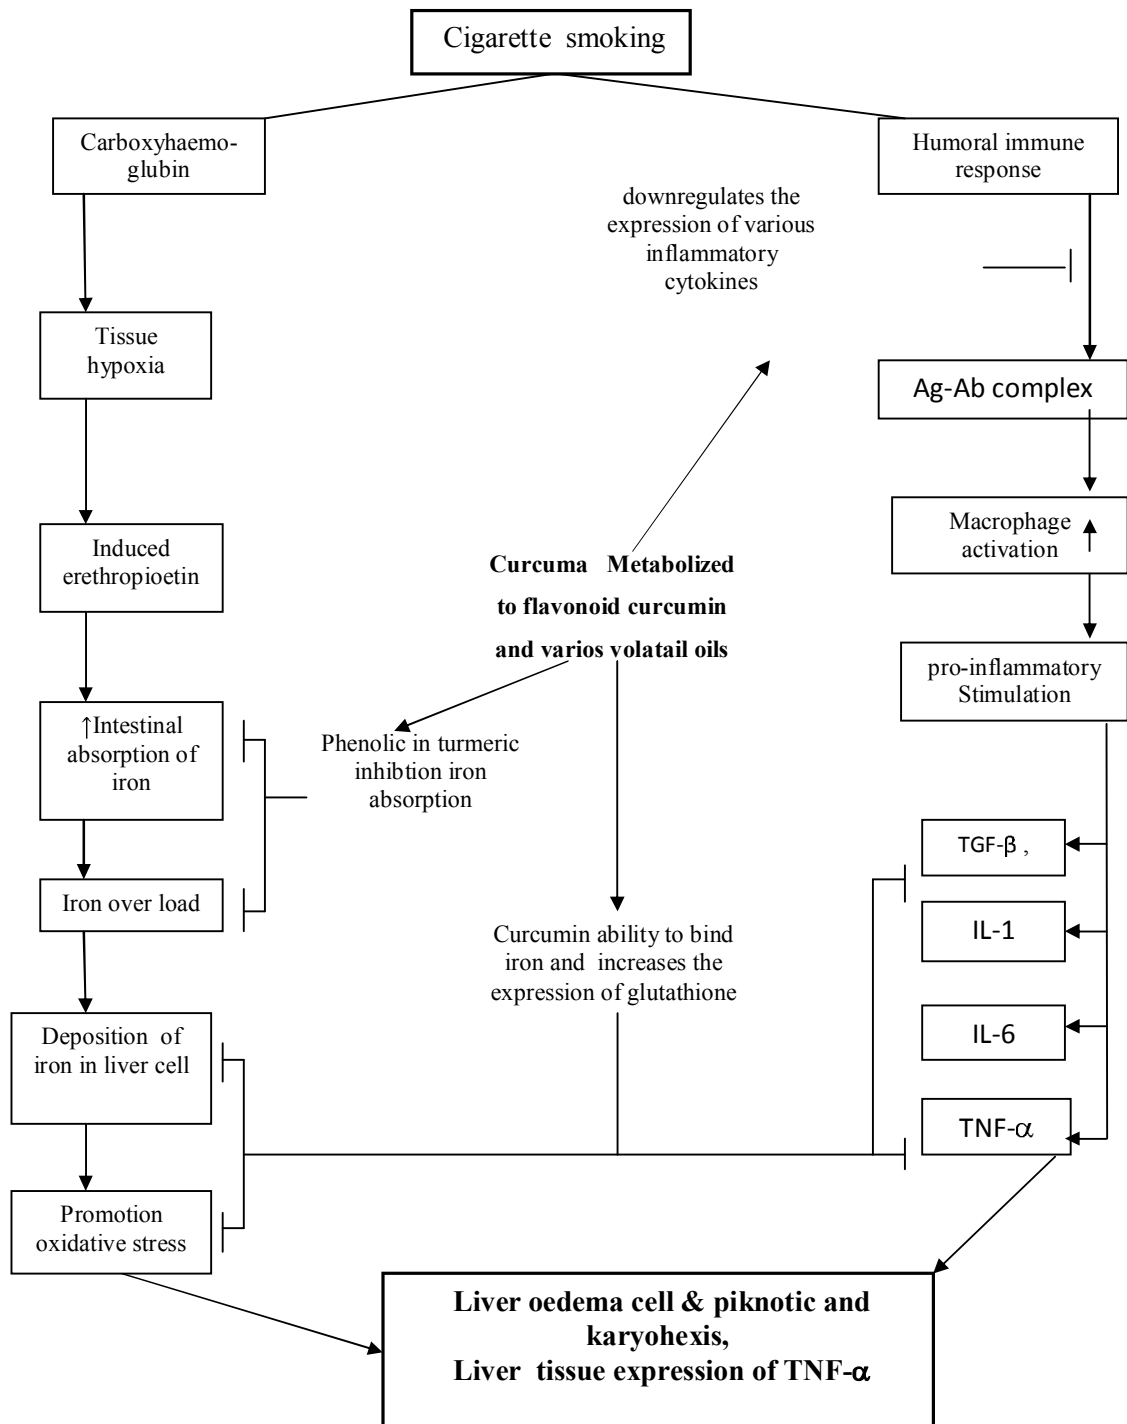 Cigarette smoking
Carboxyhaemo-
glubin
Humoral immune
response
downregulates the
expression of various
inflammatory
cytokines
Tissue
hypoxia
Ag-Ab complex
Macrophage
activation
↑
Induced
erethropioetin
Curcuma Metabolized
to flavonoid curcumin
and varios volatail oils
pro-inflammatory
Stimulation
↑Intestinal
absorption of
iron
Phenolic in turmeric
inhibtion iron
absorption
TGF-β ,
Iron over load
IL-1
Curcumin ability to bind
iron and increases the
expression of glutathione
IL-6
Deposition of
iron in liver cell
TNF-α
Promotion
oxidative stress
Liver oedema cell & piknotic and
karyohexis,
Liver tissue expression of TNF-α